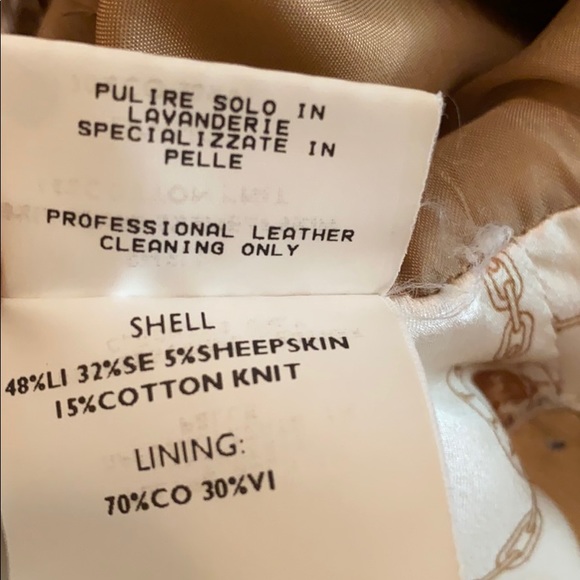 PULIRE SOLO IN
LAVANDERIE
SPECIALIZZATE IN
PELLE
PROFESSIONAL LEATHER
CLEANING ONLY
SHELL
48%LI 32%SE 5%SHEEPSKIN
15%COTTON KNIT
LINING:
70%CO 30%VI